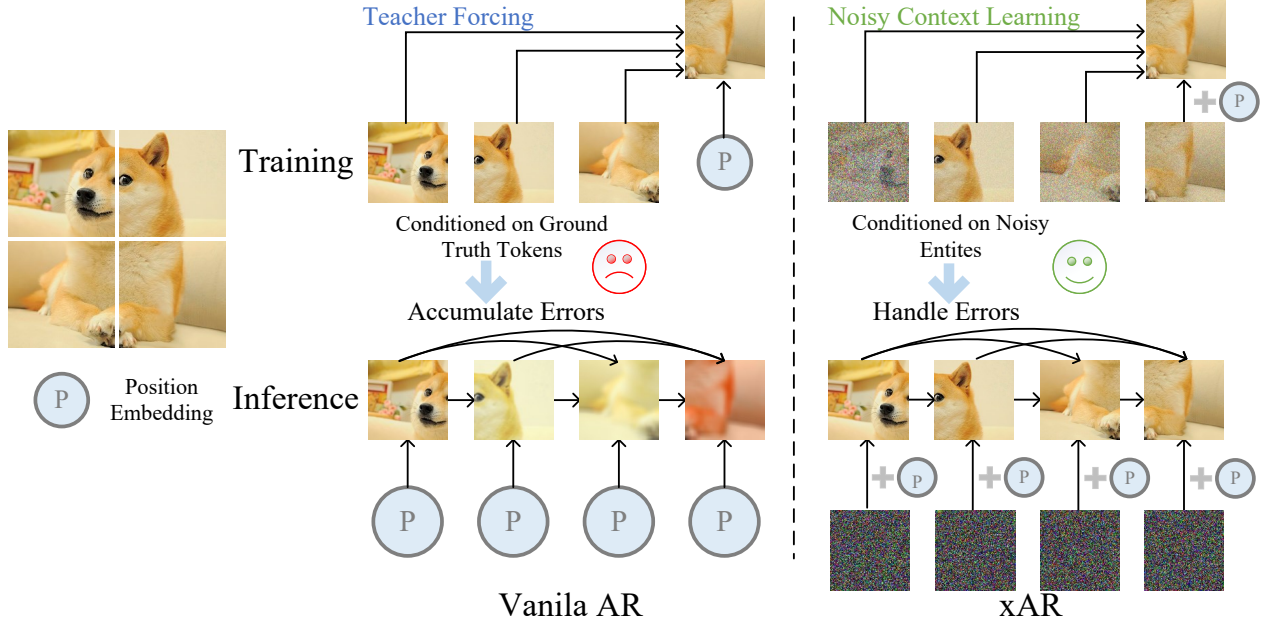 Teacher Forcing
Noisy Context Learning
P
Training
P
Conditioned on Ground
Truth Tokens
Conditioned on Noisy
Entites
Accumulate Errors
Handle Errors
P
Position
Embedding
Inference
P
P
P
P
P
P
P
P
Vanila AR
xAR